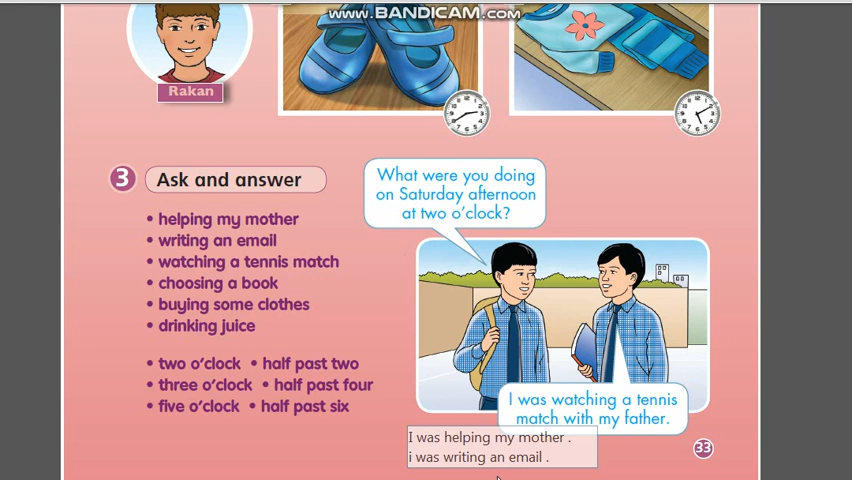 www.BANDICAM.com
Rakan
3 Ask and answer
What were you doing
on Saturday afternoon
at two o'clock?
• helping my mother
• writing an email
• watching a tennis match
• choosing a book
• buying some clothes
• drinking juice
• two o'clock • half past two
• three o'clock • half past four
• five o'clock • half past six
I was watching a tennis
match with my father.
I was helping my mother .
i was writing an email .
33